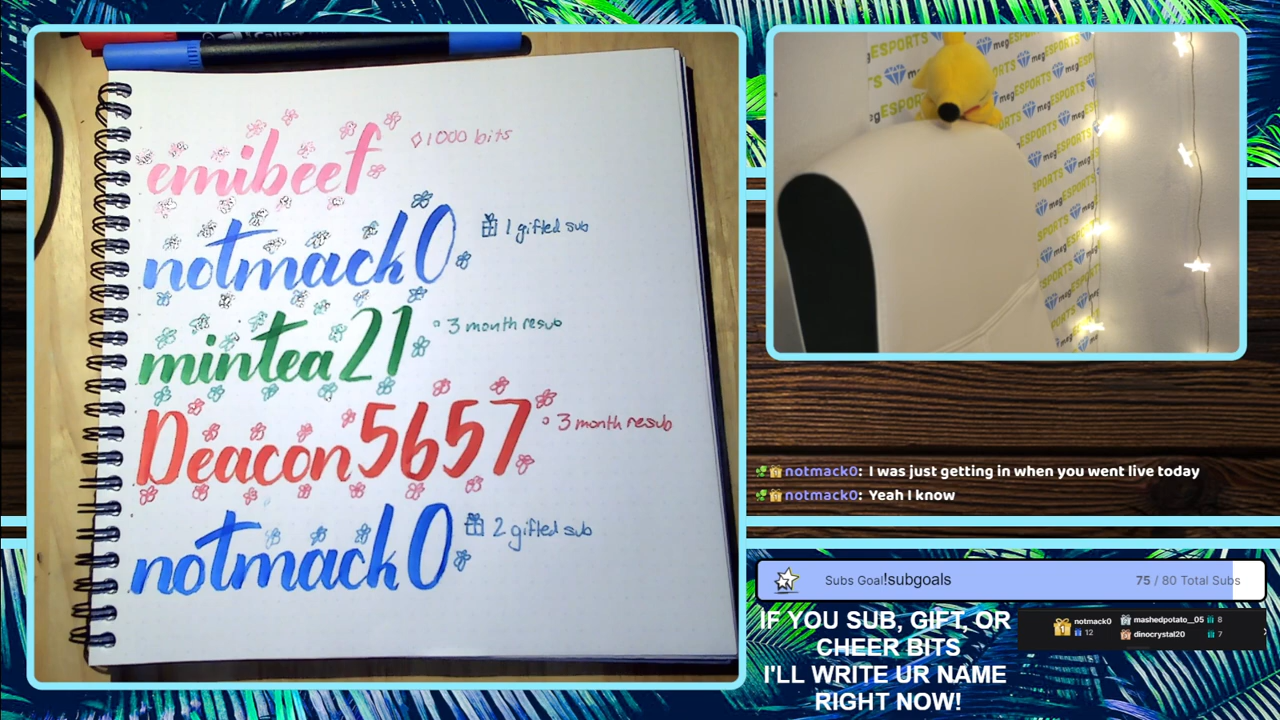 emibeef 1000 bits
notmack0 1 gifted sub
mintea21 3 month resub
Deacon5657 3 month resub
notmack0 2 gifted sub
megESPORTS
notmack0: I was just getting in when you went live today
notmack0: Yeah I know
Subs Goal !subgoals 75 / 80 Total Subs
IF YOU SUB, GIFT, OR
CHEER BITS
I'LL WRITE UR NAME
RIGHT NOW!
1 notmack0 12
mashedpotato_05 8
dinocrystal20 7